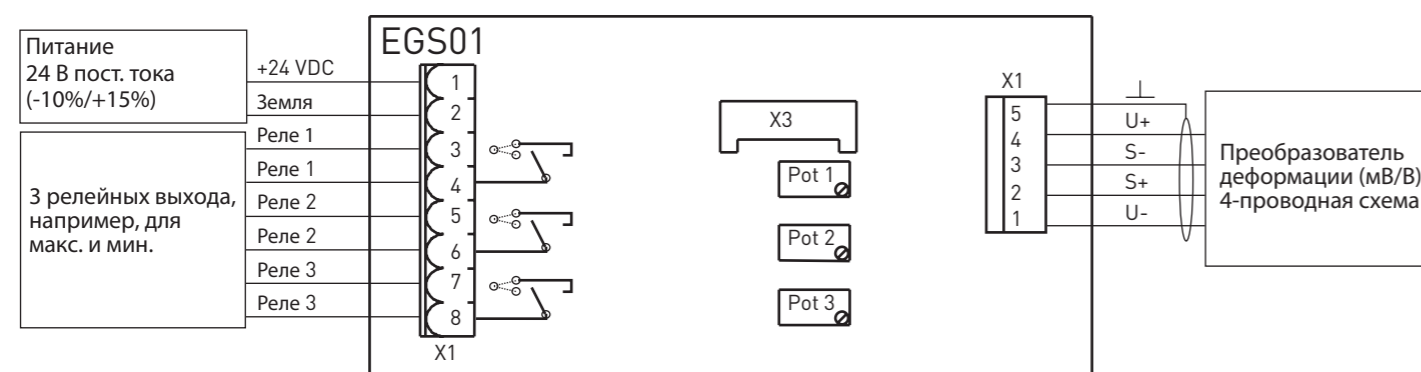 EGS01
Питание
24 В пост. тока
(-10%/+15%)
+24 VDC
Земля
3 релейных выхода,
например, для
макс. и мин.
Реле 1
Реле 1
Реле 2
Реле 2
Реле 3
Реле 3
1
2
3
4
5
6
7
8
X1
X3
Pot 1
Pot 2
Pot 3
X1
5
4
3
2
1
U+
S-
S+
U-
Преобразователь
деформации (мВ/В)
4-проводная схема